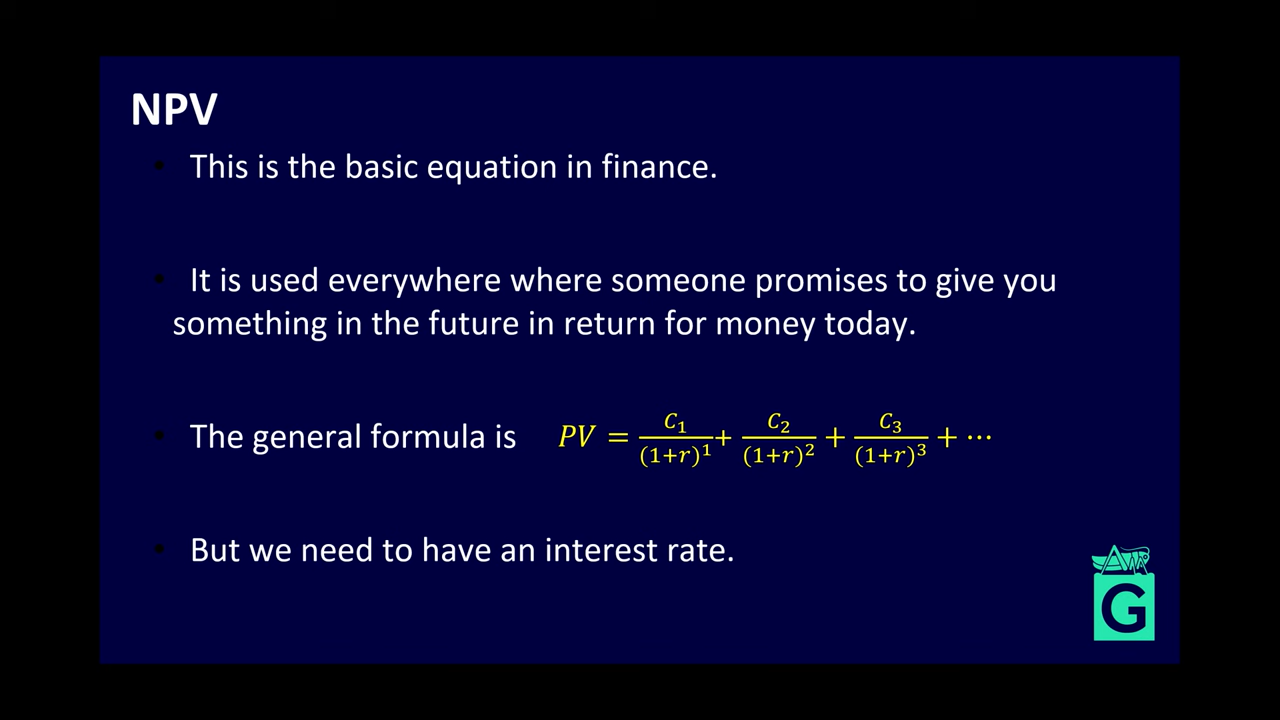 NPV
• This is the basic equation in finance.
• It is used everywhere where someone promises to give you
something in the future in return for money today.
• The general formula is PV = C₁/(1+r)¹ + C₂/(1+r)² + C₃/(1+r)³ + ⋯
• But we need to have an interest rate.
G